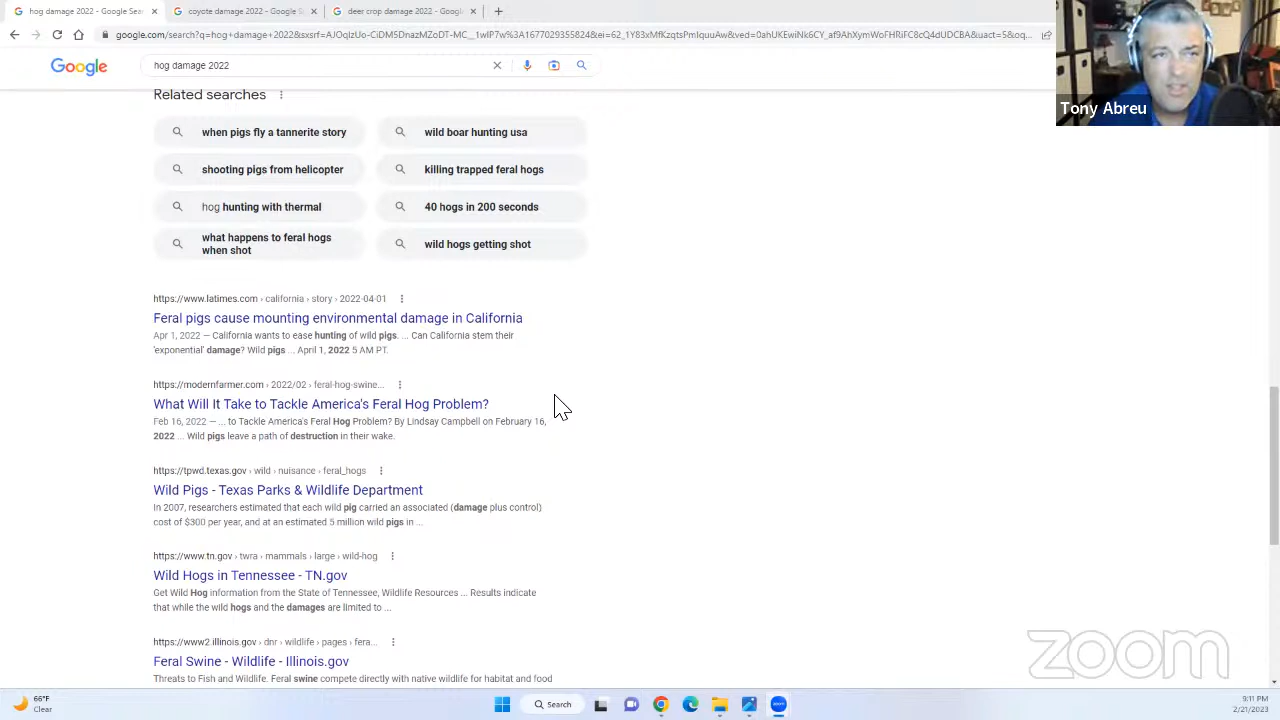 hog damage 2022 - Google Sear
coyote damage 2022 - Google S
deer crop damage 2022 - Googl
Tony Abreu
Google
hog damage 2022
Related searches
when pigs fly a tannerite story
wild boar hunting usa
shooting pigs from helicopter
killing trapped feral hogs
hog hunting with thermal
40 hogs in 200 seconds
what happens to feral hogs
when shot
wild hogs getting shot
https://www.latimes.com › california › story › 2022-04-01
Feral pigs cause mounting environmental damage in California
Apr 1, 2022 — California wants to ease hunting of wild pigs. ... Can California stem their
'exponential' damage? Wild pigs ... April 1, 2022 5 AM PT.
https://modernfarmer.com › 2022/02 › feral-hog-swine...
What Will It Take to Tackle America's Feral Hog Problem?
Feb 16, 2022 — ... to Tackle America's Feral Hog Problem? By Lindsay Campbell on February 16,
2022 ... Wild pigs leave a path of destruction in their wake.
https://tpwd.texas.gov › wild › nuisance › feral_hogs
Wild Pigs - Texas Parks & Wildlife Department
In 2007, researchers estimated that each wild pig carried an associated (damage plus control)
cost of $300 per year, and at an estimated 5 million wild pigs in ...
https://www.tn.gov › twra › mammals › large › wild-hog
Wild Hogs in Tennessee - TN.gov
Get Wild Hog information from the State of Tennessee, Wildlife Resources ... Results indicate
that while the wild hogs and the damages are limited to ...
https://www2.illinois.gov › dnr › wildlife › pages › fera...
Feral Swine - Wildlife - Illinois.gov
Threats to Fish and Wildlife. Feral swine compete directly with native wildlife for habitat and food
zoom
66°F
Clear
Search
zoom
9:11 PM
2/21/2023